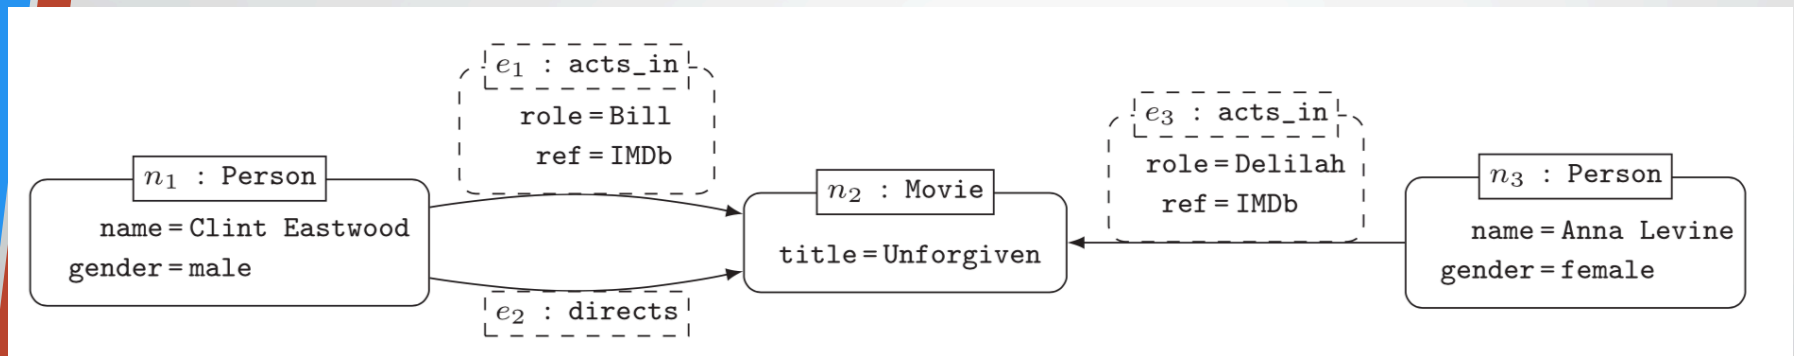 e₁ : acts_in
role = Bill
ref = IMDb
n₁ : Person
name = Clint Eastwood
gender = male
e₂ : directs
n₂ : Movie
title = Unforgiven
e₃ : acts_in
role = Delilah
ref = IMDb
n₃ : Person
name = Anna Levine
gender = female